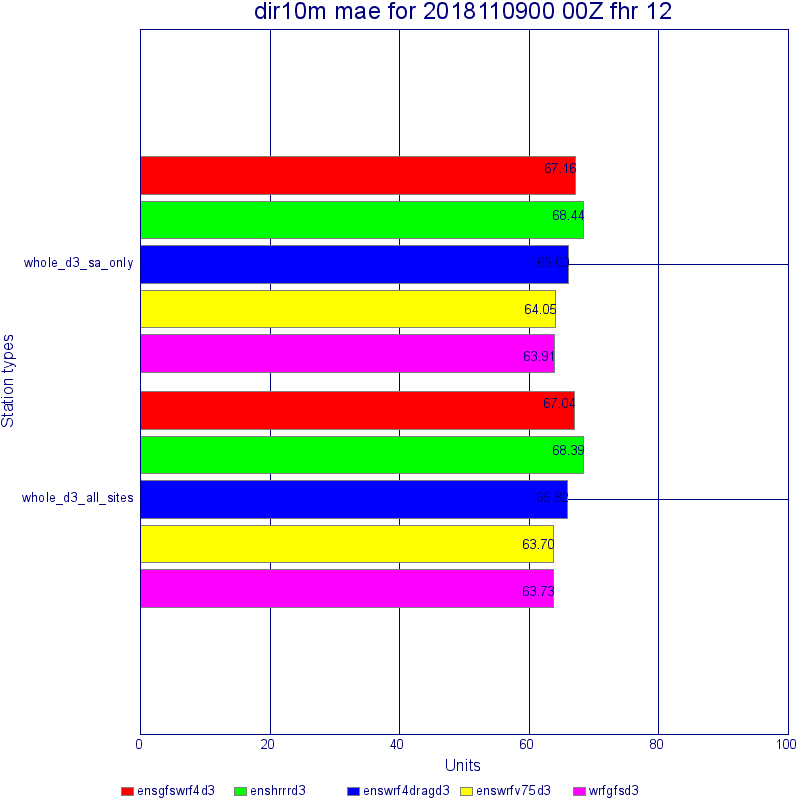 dir10m mae for 2018110900 00Z fhr 12
67.16
68.44
whole_d3_sa_only
64.05
63.91
Station types
67.04
68.39
whole_d3_all_sites
63.70
63.73
0 20 40 60 80 100
Units
ensgfswrf4d3 enshrrrd3 enswrf4dragd3 enswrfv75d3 wrfgfsd3